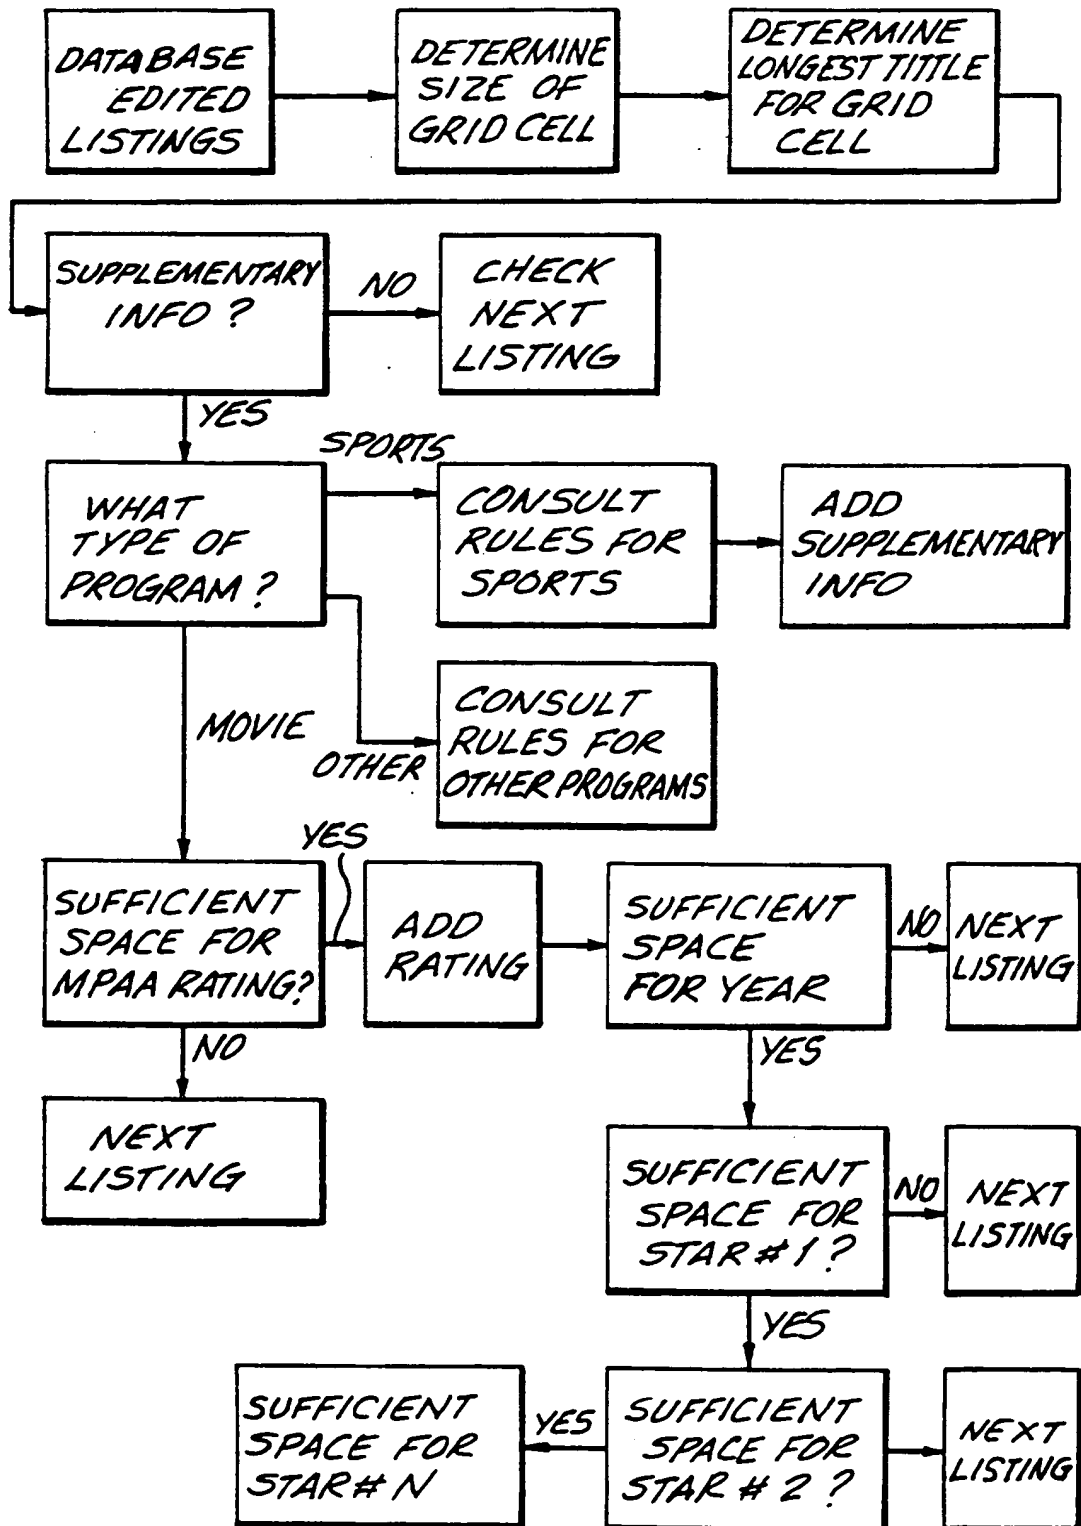 DATABASE
EDITED
LISTINGS
DETERMINE
SIZE OF
GRID CELL
DETERMINE
LONGEST TITTLE
FOR GRID
CELL
SUPPLEMENTARY
INFO?
NO
CHECK
NEXT
LISTING
YES
WHAT
TYPE OF
PROGRAM?
SPORTS
CONSULT
RULES FOR
SPORTS
ADD
SUPPLEMENTARY
INFO
MOVIE
OTHER
CONSULT
RULES FOR
OTHER PROGRAMS
SUFFICIENT
SPACE FOR
MPAA RATING?
YES
ADD
RATING
SUFFICIENT
SPACE
FOR YEAR
NO
NEXT
LISTING
NO
NEXT
LISTING
YES
SUFFICIENT
SPACE FOR
STAR #1?
NO
NEXT
LISTING
YES
SUFFICIENT
SPACE FOR
STAR # 2?
NEXT
LISTING
YES
SUFFICIENT
SPACE FOR
STAR # N